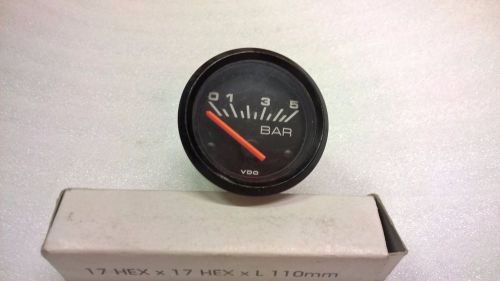 0 1 3 5
BAR
VDO
17 HEX x 17 HEX x L 110mm